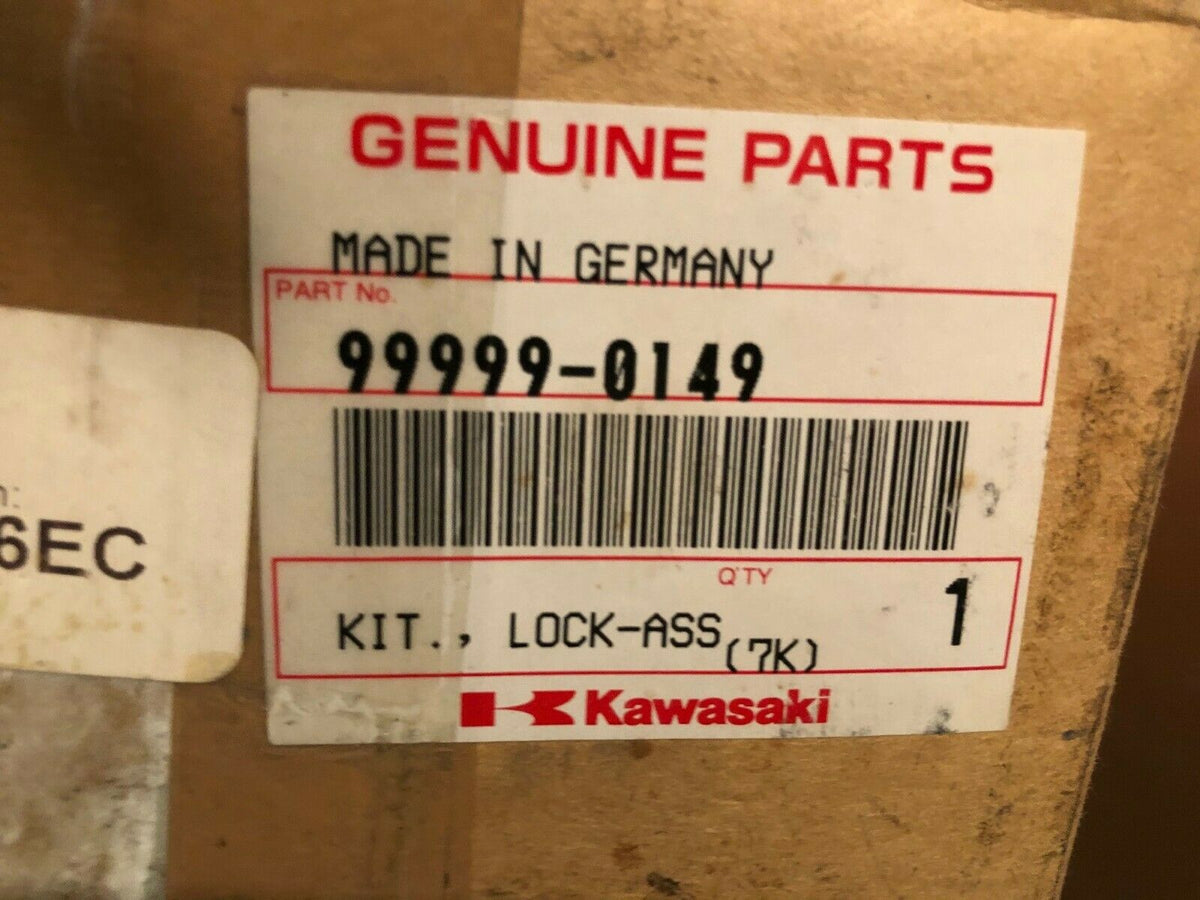 GENUINE PARTS
MADE IN GERMANY
PART No.
99999-0149
Q'TY
KIT., LOCK-ASS(7K) 1
Kawasaki
6EC